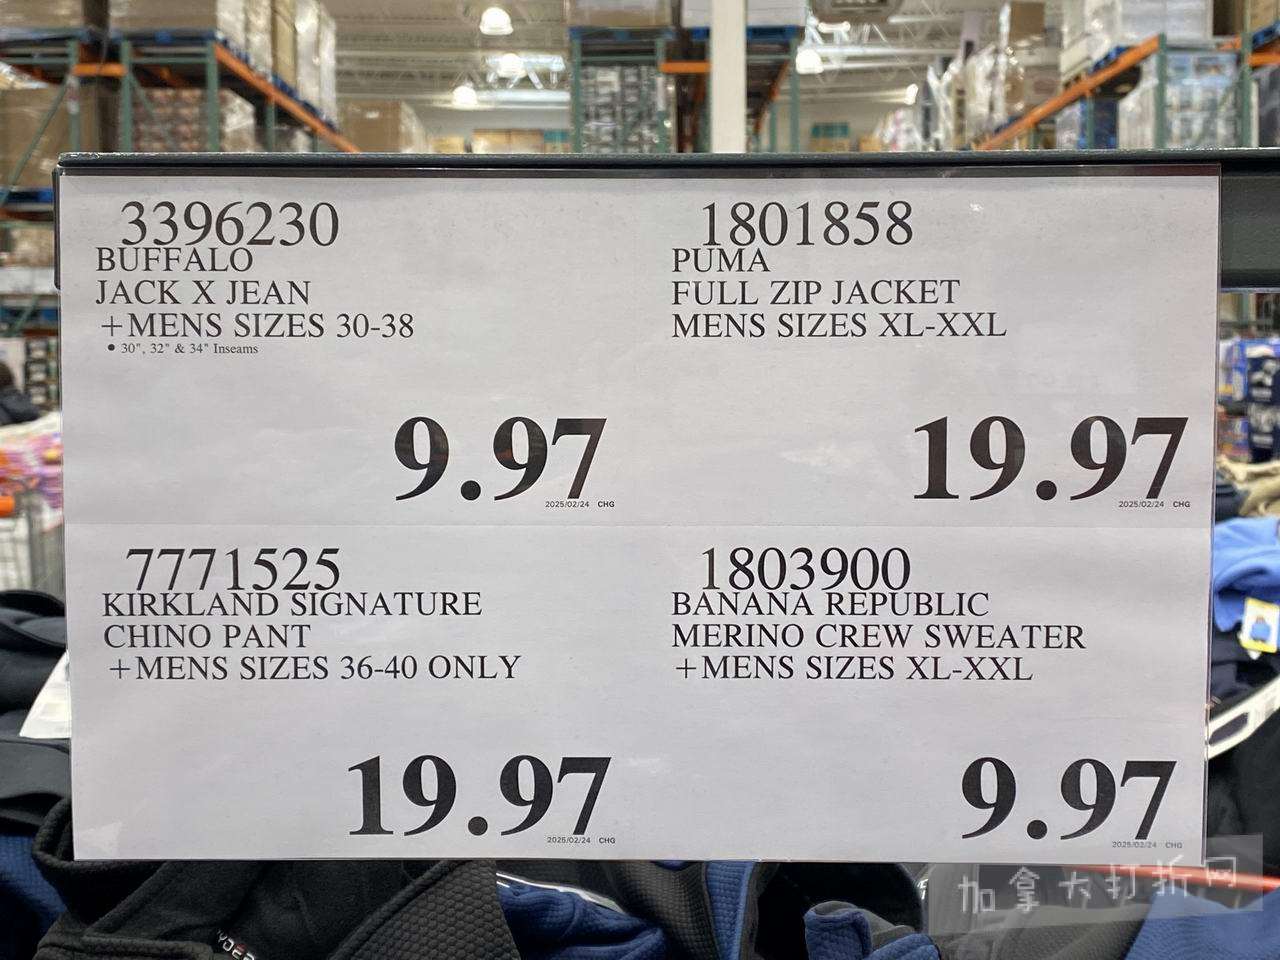 3396230
BUFFALO
JACK X JEAN
+MENS SIZES 30-38
• 30", 32" & 34" Inseams
9.97
2025/02/24 CHG
1801858
PUMA
FULL ZIP JACKET
MENS SIZES XL-XXL
19.97
2025/02/24 CHG
7771525
KIRKLAND SIGNATURE
CHINO PANT
+MENS SIZES 36-40 ONLY
19.97
2025/02/24 CHG
1803900
BANANA REPUBLIC
MERINO CREW SWEATER
+MENS SIZES XL-XXL
9.97
2025/02/24 CHG
加拿大打折网